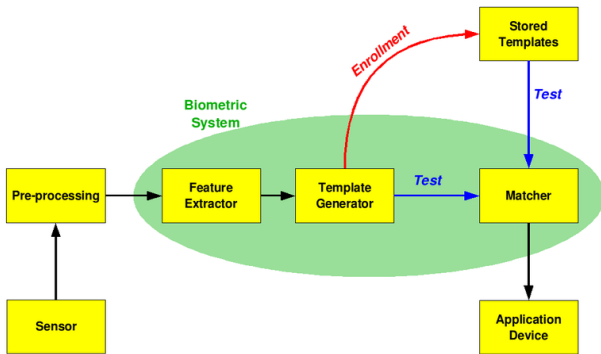 Stored
Templates
Enrollment
Test
Biometric
System
Pre-processing
Feature
Extractor
Template
Generator
Test
Matcher
Sensor
Application
Device